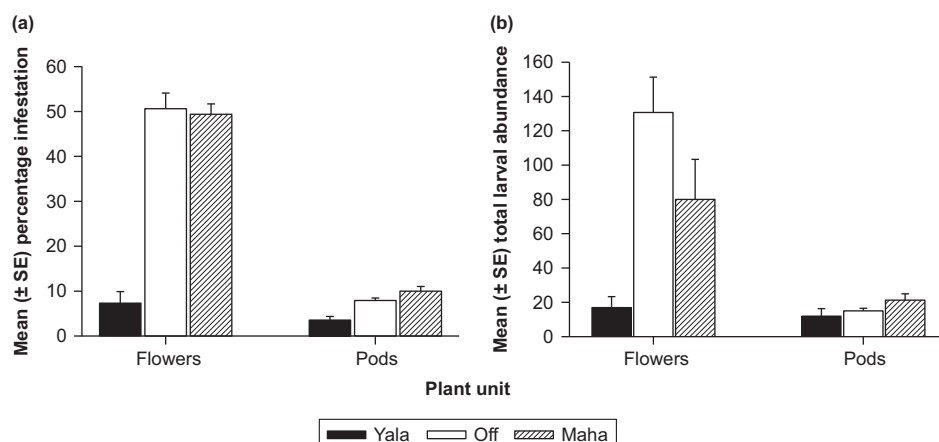 (a)
Mean (± SE) percentage infestation
60
50
40
30
20
10
0
Flowers
Pods
(b)
Mean (± SE) total larval abundance
160
140
120
100
80
60
40
20
0
Flowers
Pods
Plant unit
Yala Off Maha